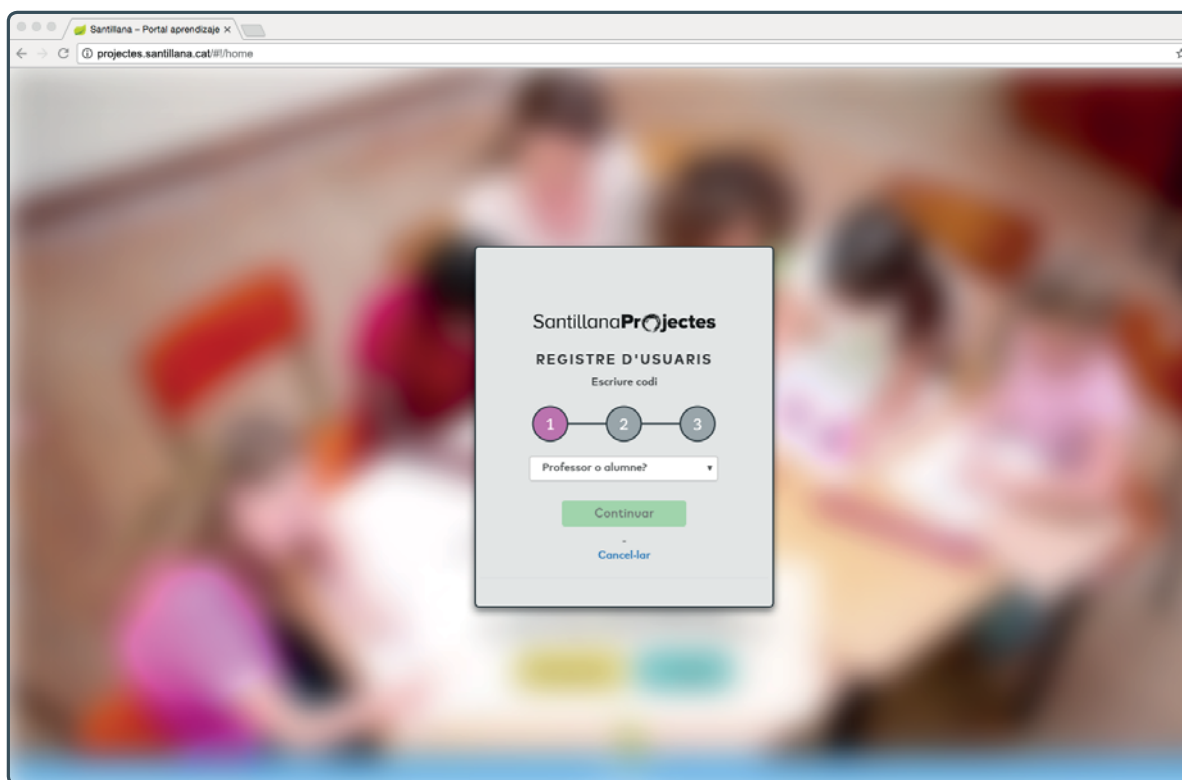 Santillana – Portal aprendizaje ×
projectes.santillana.cat/#!/home
SantillanaProjectes
REGISTRE D'USUARIS
Escriure codi
1 2 3
Professor o alumne?
Continuar
-
Cancel·lar